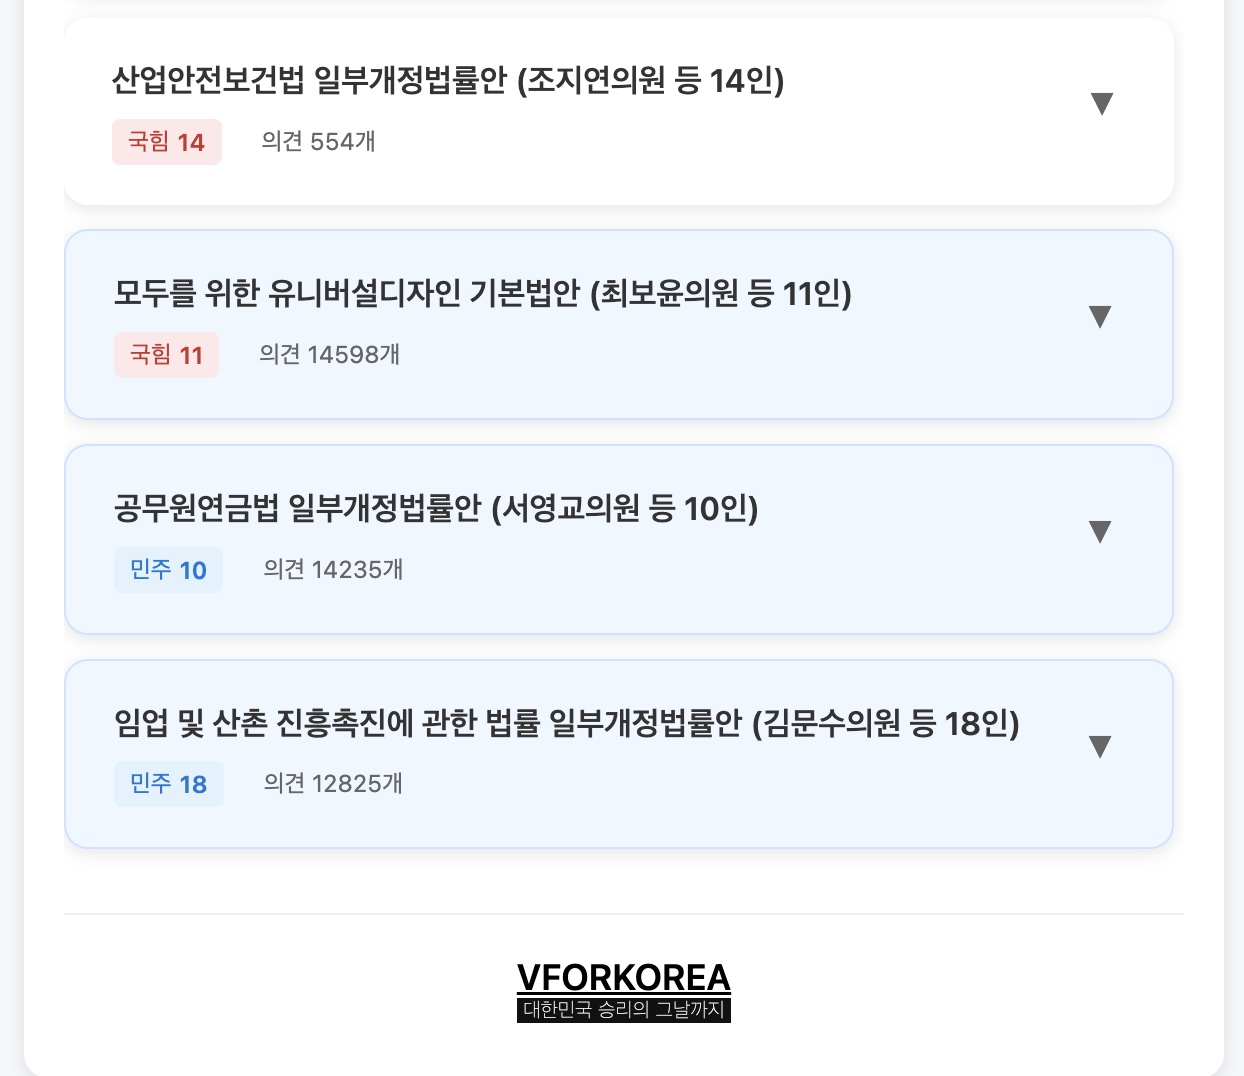 산업안전보건법 일부개정법률안 (조지연의원 등 14인)
국힘 14 의견 554개
▼
모두를 위한 유니버설디자인 기본법안 (최보윤의원 등 11인)
국힘 11 의견 14598개
▼
공무원연금법 일부개정법률안 (서영교의원 등 10인)
민주 10 의견 14235개
▼
임업 및 산촌 진흥촉진에 관한 법률 일부개정법률안 (김문수의원 등 18인)
민주 18 의견 12825개
▼
VFORKOREA
대한민국 승리의 그날까지